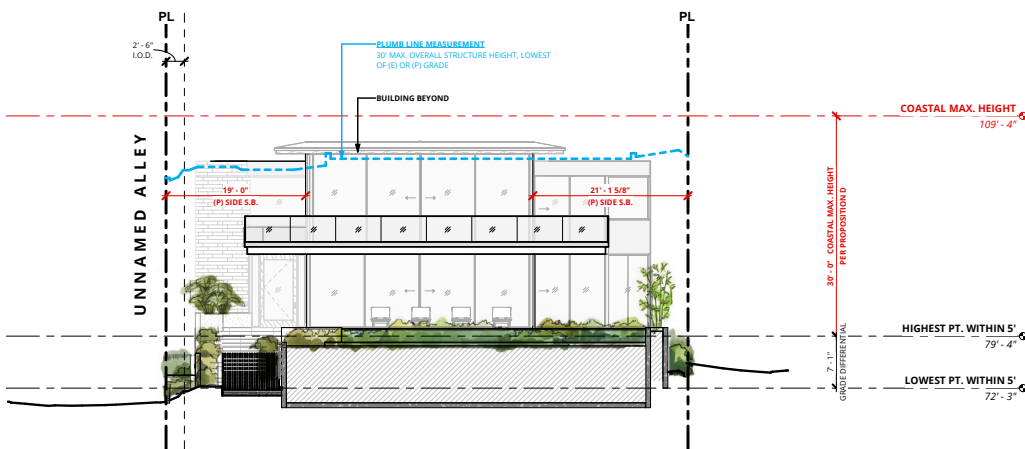 PL
PL
2' - 6"
I.O.D.
PLUMB LINE MEASUREMENT
30' MAX. OVERALL STRUCTURE HEIGHT, LOWEST
OF (E) OR (P) GRADE
BUILDING BEYOND
COASTAL MAX. HEIGHT
109' - 4"
UNNAMED ALLEY
19' - 0"
(P) SIDE S.B.
21' - 1 5/8"
(P) SIDE S.B.
30' - 0" COASTAL MAX. HEIGHT
PER PROPOSITION D
HIGHEST PT. WITHIN 5'
79' - 4"
7' - 1"
GRADE DIFFERENTIAL
LOWEST PT. WITHIN 5'
72' - 3"